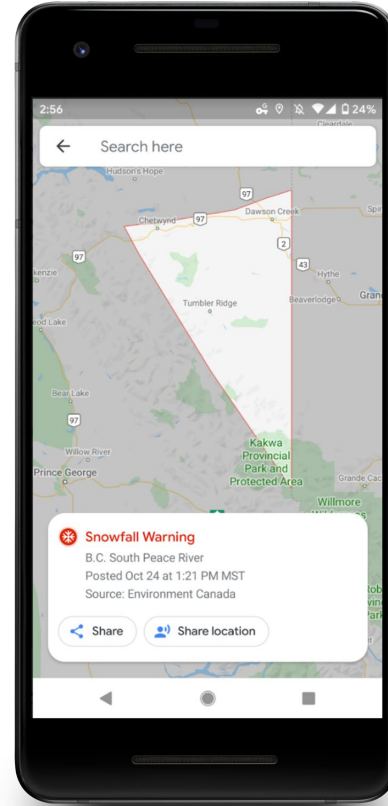 2:56
24%
Cleardale
Search here
Hudson's Hope
97
Dawson Creek
Chetwynd
97
2
97
43
Hythe
Tumbler Ridge
Beaverlodge
Bear Lake
97
Willow River
Prince George
Kakwa
Provincial
Park and
Protected Area
Willmore
Snowfall Warning
B.C. South Peace River
Posted Oct 24 at 1:21 PM MST
Source: Environment Canada
Share
Share location